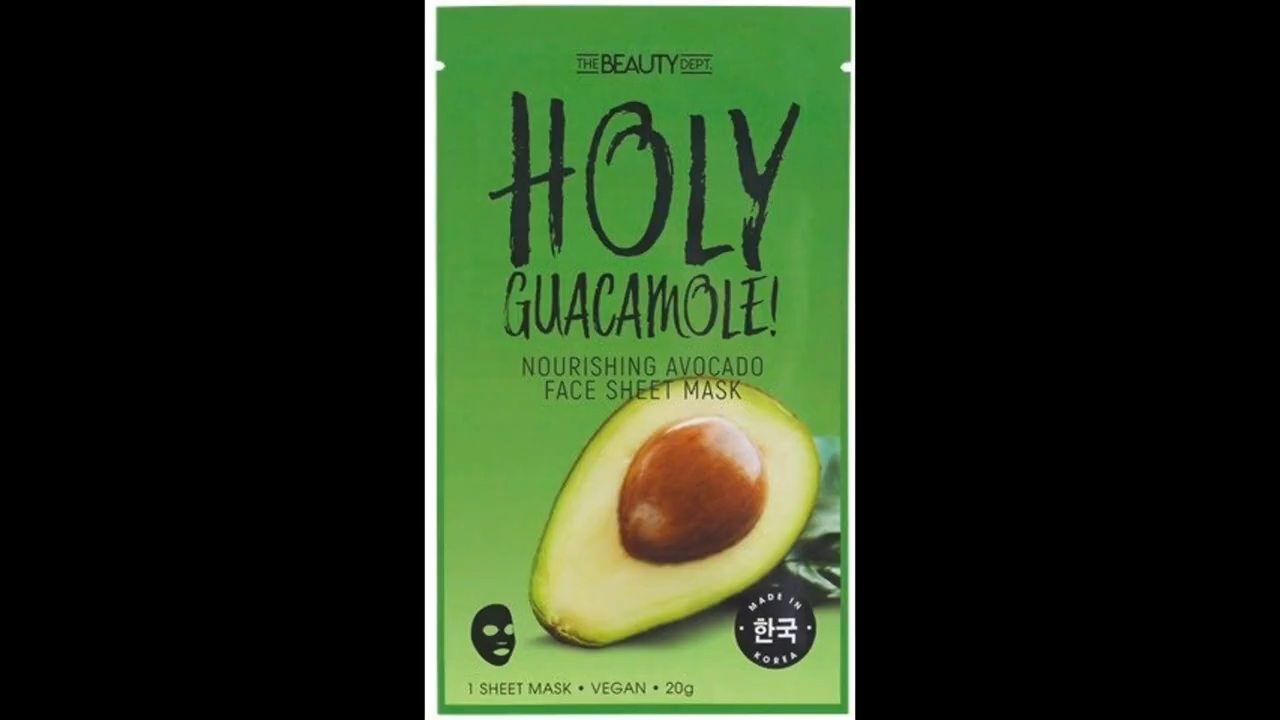 THE BEAUTY DEPT.
HOLY
GUACAMOLE!
NOURISHING AVOCADO
FACE SHEET MASK
MADE IN
한국
KOREA
1 SHEET MASK • VEGAN • 20g